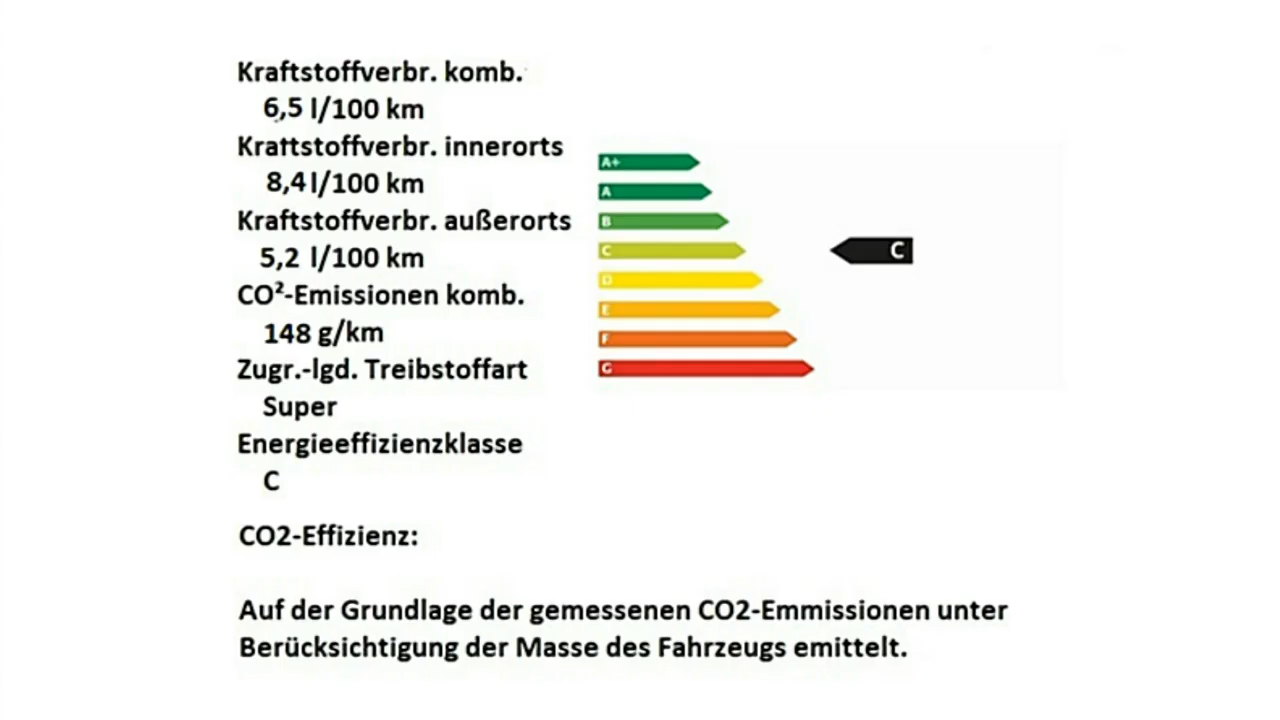 Kraftstoffverbr. komb.
6,5 l/100 km
Krattstoffverbr. innerorts
8,4 l/100 km
Kraftstoffverbr. außerorts
5,2 l/100 km
CO²-Emissionen komb.
148 g/km
Zugr.-lgd. Treibstoffart
Super
Energieeffizienzklasse
C
A+
A
B
C
C
D
E
F
G
CO2-Effizienz:
Auf der Grundlage der gemessenen CO2-Emmissionen unter
Berücksichtigung der Masse des Fahrzeugs emittelt.